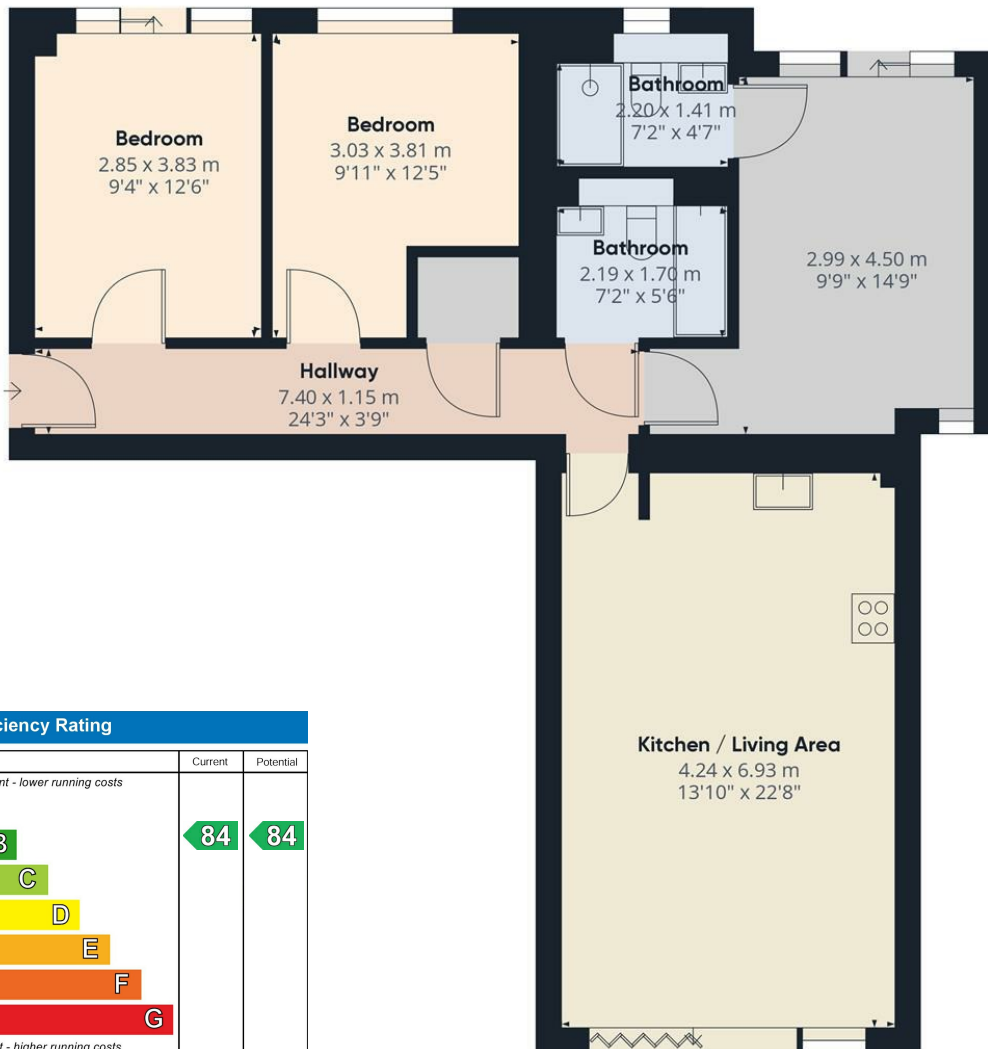 Bedroom
2.85 x 3.83 m
9'4" x 12'6"
Bedroom
3.03 x 3.81 m
9'11" x 12'5"
Bathroom
2.20 x 1.41 m
7'2" x 4'7"
Bathroom
2.19 x 1.70 m
7'2" x 5'6"
2.99 x 4.50 m
9'9" x 14'9"
Hallway
7.40 x 1.15 m
24'3" x 3'9"
Kitchen / Living Area
4.24 x 6.93 m
13'10" x 22'8"
ciency Rating
Current Potential
nt - lower running costs
B
84 84
C
D
E
F
G
t - higher running costs